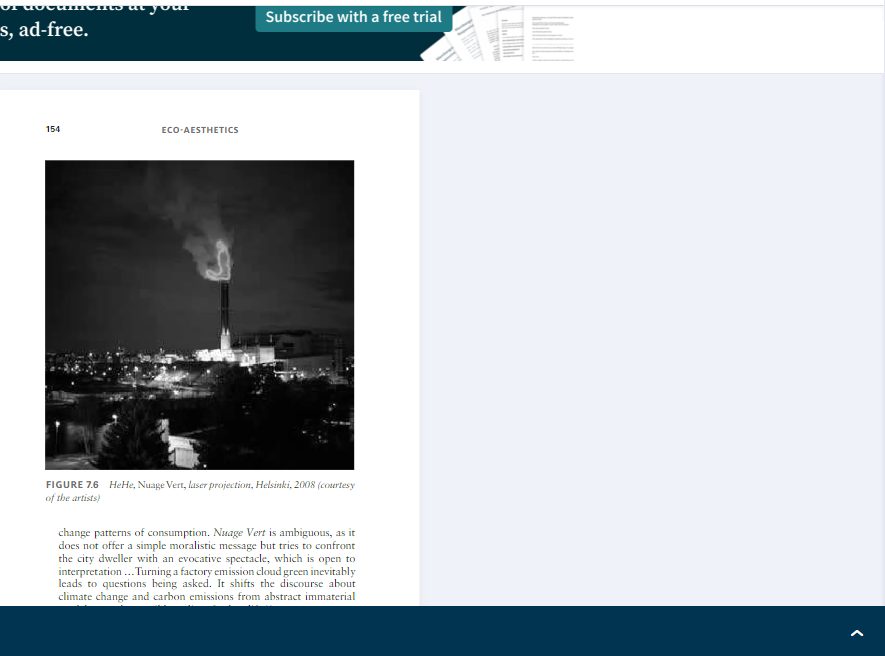 at your
s, ad-free.
Subscribe with a free trial
154
ECO-AESTHETICS
FIGURE 7.6 HeHe, Nuage Vert, laser projection, Helsinki, 2008 (courtesy
of the artists)
change patterns of consumption. Nuage Vert is ambiguous, as it
does not offer a simple moralistic message but tries to confront
the city dweller with an evocative spectacle, which is open to
interpretation …Turning a factory emission cloud green inevitably
leads to questions being asked. It shifts the discourse about
climate change and carbon emissions from abstract immaterial